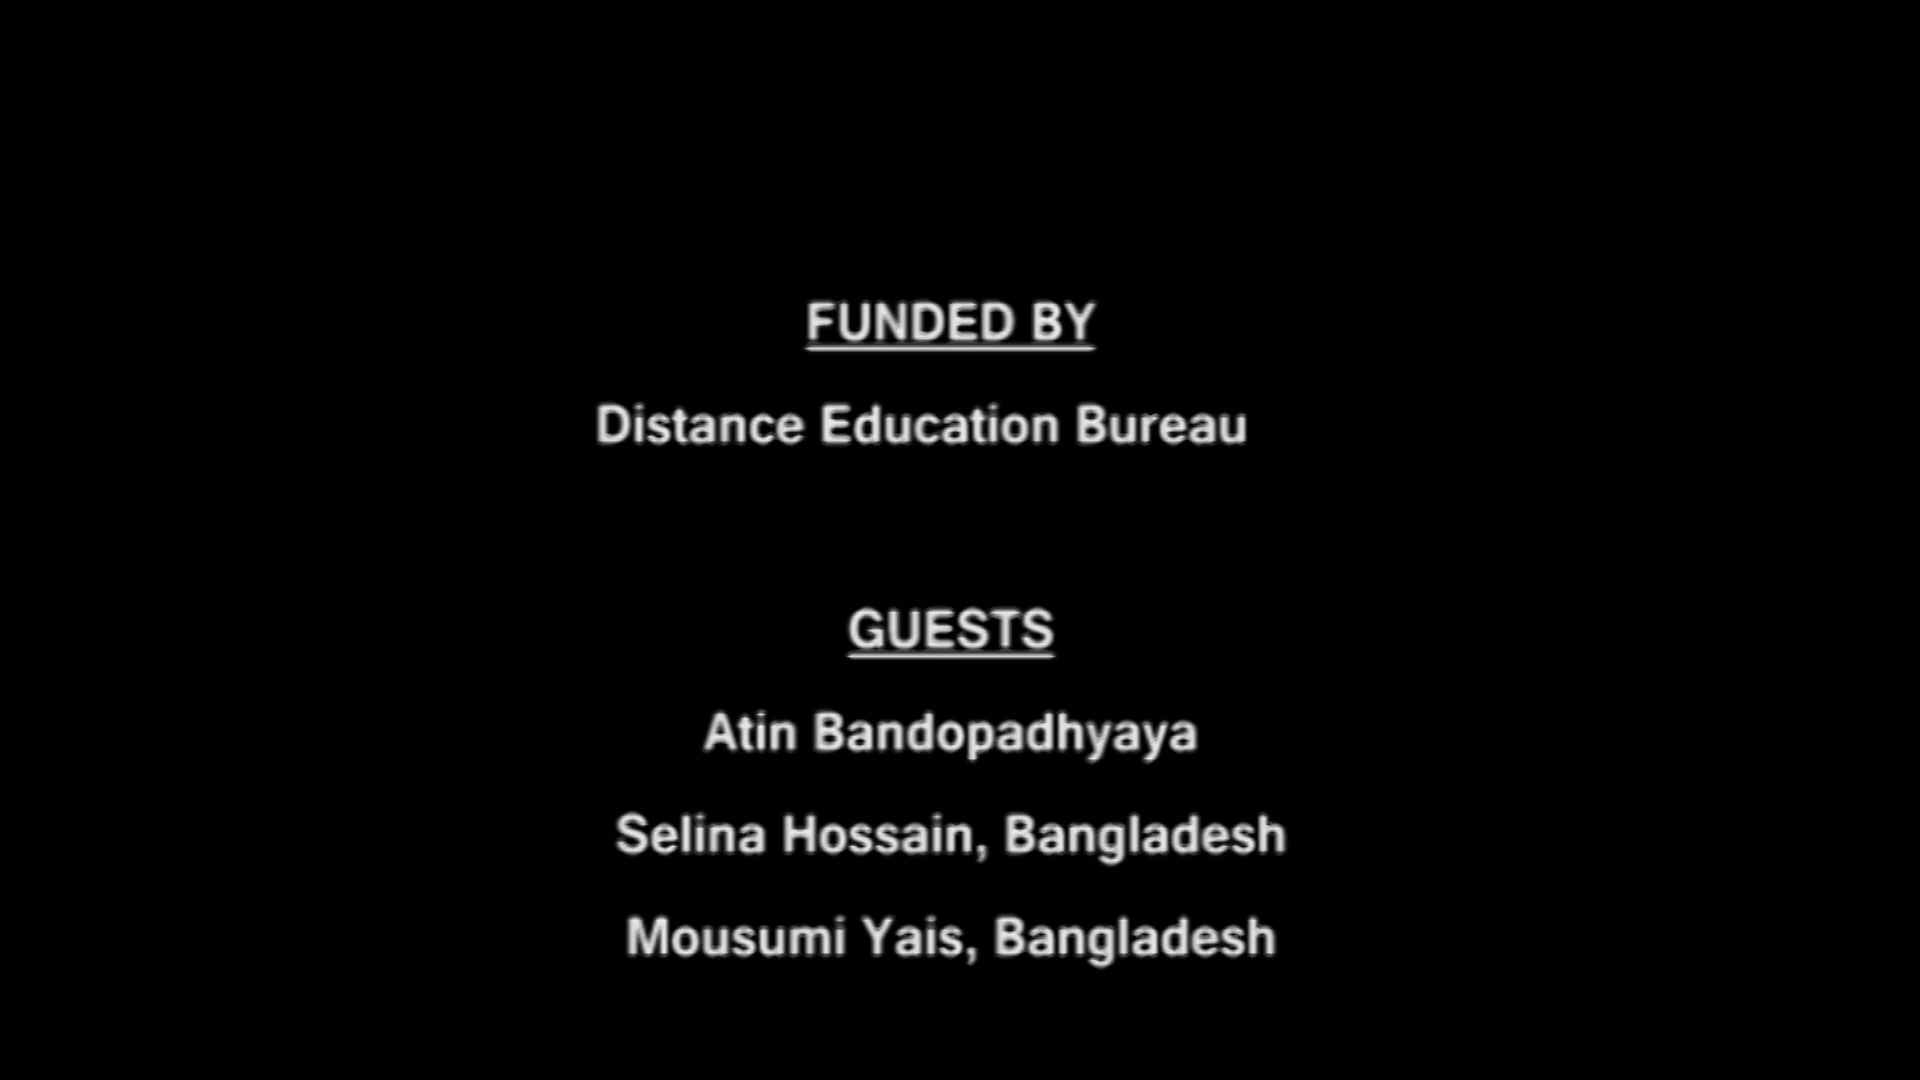 FUNDED BY
Distance Education Bureau
GUESTS
Atin Bandopadhyaya
Selina Hossain, Bangladesh
Mousumi Yais, Bangladesh